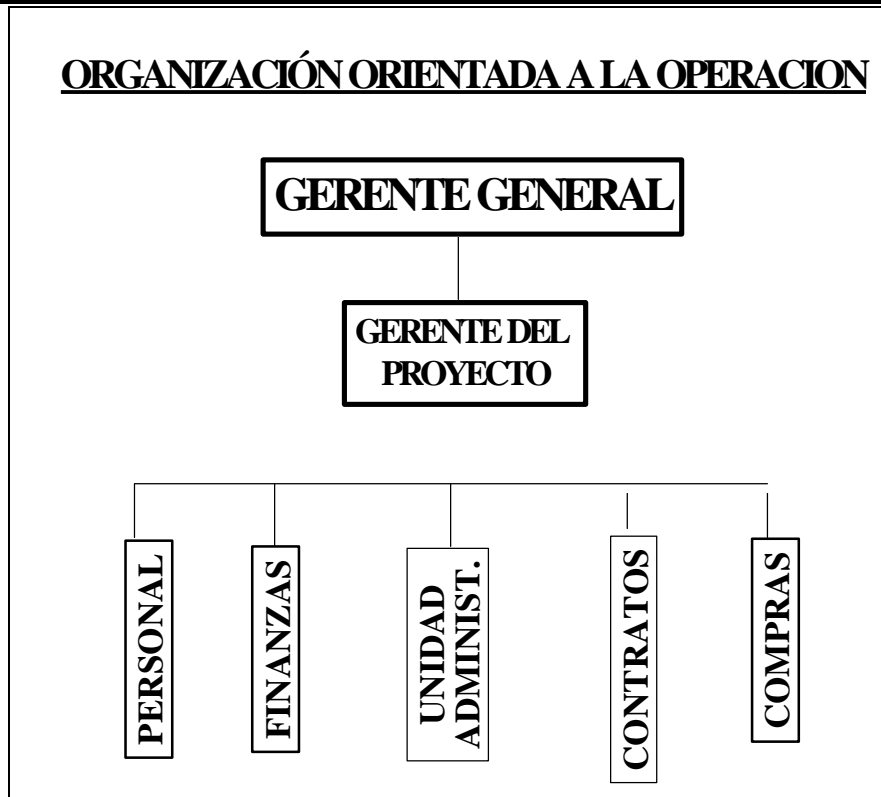 ORGANIZACIÓN ORIENTADA A LA OPERACION
GERENTE GENERAL
GERENTE DEL
PROYECTO
PERSONAL
FINANZAS
UNIDAD
ADMINIST.
CONTRATOS
COMPRAS